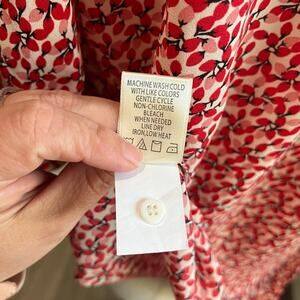 MACHINE WASH COLD
WITH LIKE COLORS
GENTLE CYCLE
NON-CHLORINE
BLEACH
WHEN NEEDED
LINE DRY
IRON,LOW HEAT